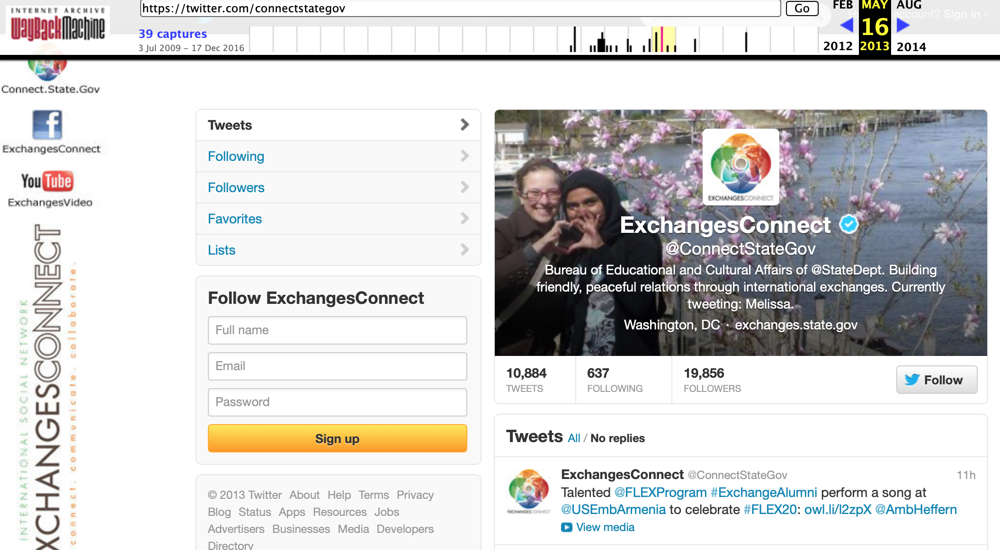 INTERNET ARCHIVE
WayBackMachine
https://twitter.com/connectstategov
Go
FEB MAY AUG
16
2012 2013 2014
39 captures
3 Jul 2009 – 17 Dec 2016
Search
account? Sign in
Connect.State.Gov
ExchangesConnect
YouTube
ExchangesVideo
INTERNATIONAL SOCIAL NETWORK
EXCHANGESCONNECT
connect. communicate. collaborate.
Tweets
Following
Followers
Favorites
Lists
Follow ExchangesConnect
Full name
Email
Password
Sign up
© 2013 Twitter About Help Terms Privacy
Blog Status Apps Resources Jobs
Advertisers Businesses Media Developers
Directory
EXCHANGESCONNECT
ExchangesConnect
@ConnectStateGov
Bureau of Educational and Cultural Affairs of @StateDept. Building
friendly, peaceful relations through international exchanges. Currently
tweeting: Melissa.
Washington, DC · exchanges.state.gov
10,884
TWEETS
637
FOLLOWING
19,856
FOLLOWERS
Follow
Tweets All / No replies
EXCHANGESCONNECT
ExchangesConnect @ConnectStateGov 11h
Talented @FLEXProgram #ExchangeAlumni perform a song at
@USEmbArmenia to celebrate #FLEX20: owl.li/l2zpX @AmbHeffern
View media